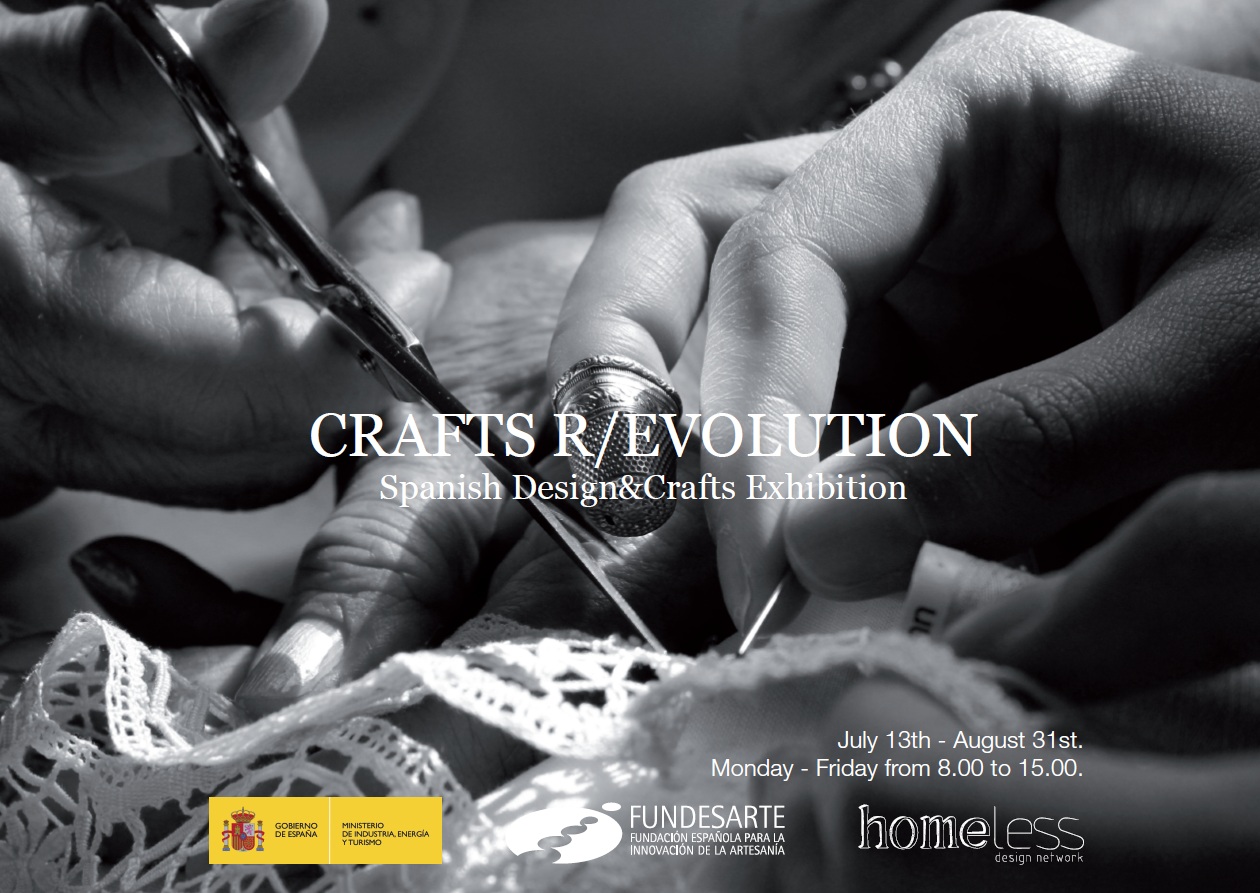 CRAFTS R/EVOLUTION
Spanish Design&Crafts Exhibition
July 13th - August 31st.
Monday - Friday from 8.00 to 15.00.
GOBIERNO
DE ESPAÑA
MINISTERIO
DE INDUSTRIA, ENERGÍA
Y TURISMO
FUNDESARTE
FUNDACIÓN ESPAÑOLA PARA LA
INNOVACIÓN DE LA ARTESANÍA
homeless
design network